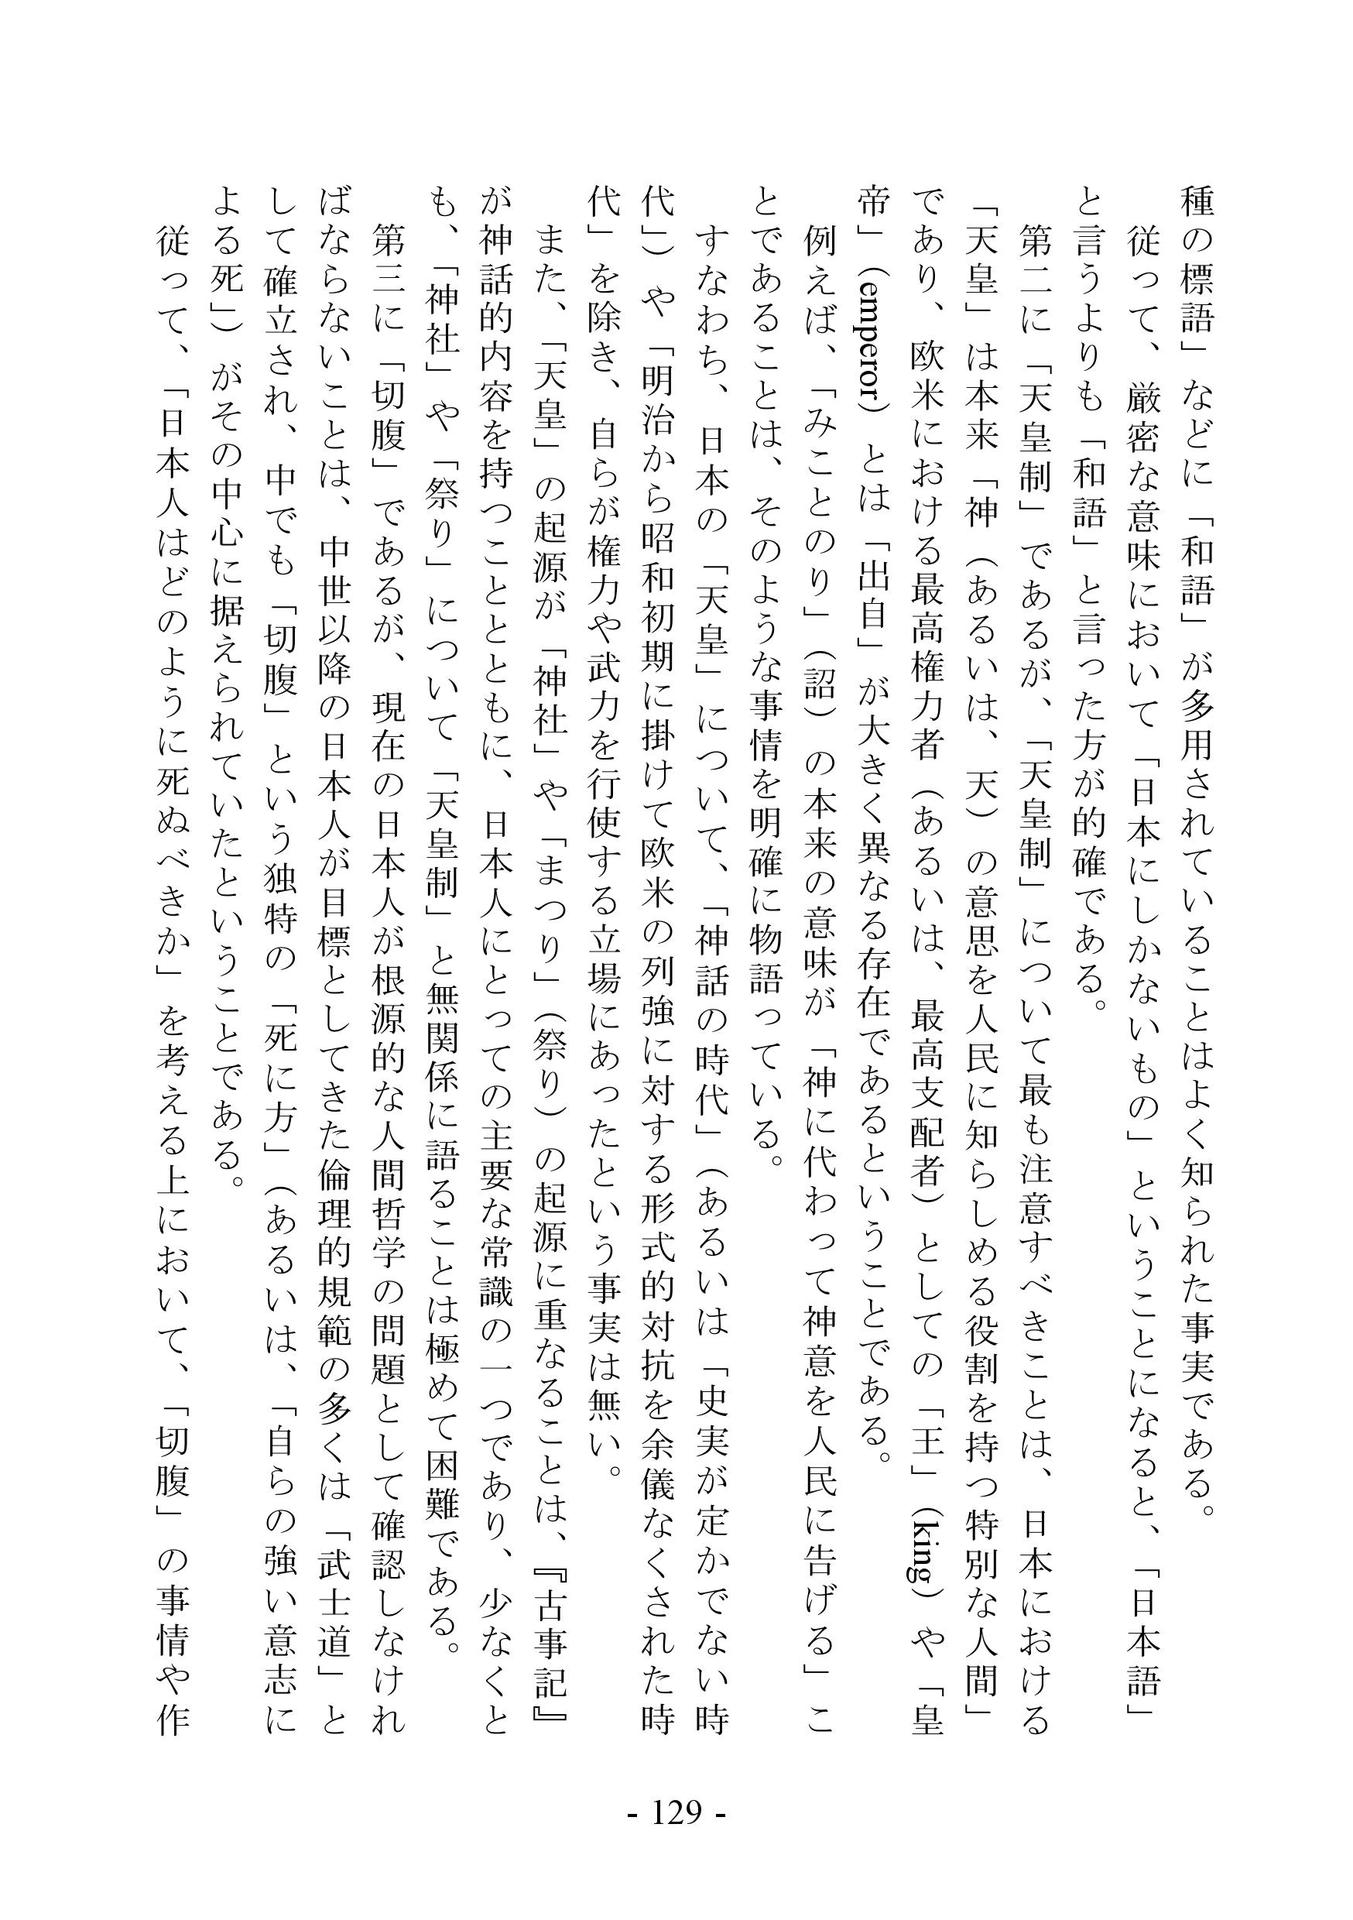 種の標語」などに「和語」が多用されていることはよく知られた事実である。
従って、厳密な意味において「日本にしかないもの」ということになると、「日本語」
と言うよりも「和語」と言った方が的確である。
第二に「天皇制」であるが、「天皇制」について最も注意すべきことは、日本における
「天皇」は本来「神（あるいは、天）の意思を人民に知らしめる役割を持つ特別な人間」
であり、欧米における最高権力者（あるいは、最高支配者）としての「王」（king）や「皇
帝」（emperor）とは「出自」が大きく異なる存在であるということである。
例えば、「みことのり」（詔）の本来の意味が「神に代わって神意を人民に告げる」こ
とであることは、そのような事情を明確に物語っている。
すなわち、日本の「天皇」について、「神話の時代」（あるいは「史実が定かでない時
代」）や「明治から昭和初期に掛けて欧米の列強に対する形式的対抗を余儀なくされた時
代」を除き、自らが権力や武力を行使する立場にあったという事実は無い。
また、「天皇」の起源が「神社」や「まつり」（祭り）の起源に重なることは、『古事記』
が神話的内容を持つこととともに、日本人にとっての主要な常識の一つであり、少なくと
も、「神社」や「祭り」について「天皇制」と無関係に語ることは極めて困難である。
第三に「切腹」であるが、現在の日本人が根源的な人間哲学の問題として確認しなけれ
ばならないことは、中世以降の日本人が目標としてきた倫理的規範の多くは「武士道」と
して確立され、中でも「切腹」という独特の「死に方」（あるいは、「自らの強い意志に
よる死」）がその中心に据えられていたということである。
従って、「日本人はどのように死ぬべきか」を考える上において、「切腹」の事情や作
- 129 -